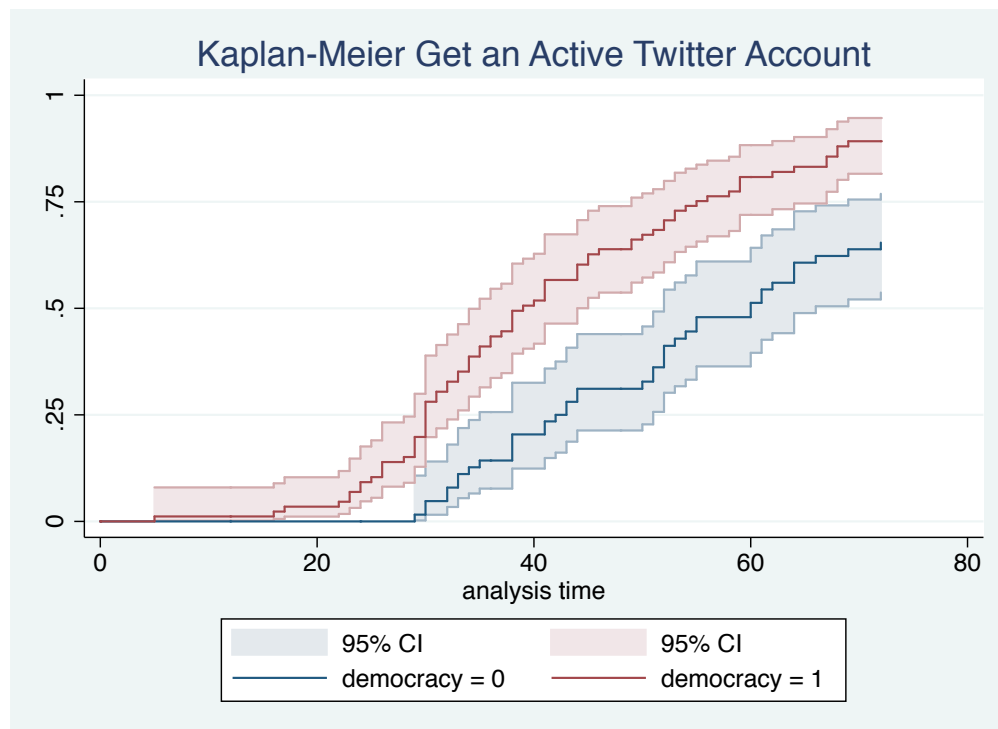 Kaplan-Meier Get an Active Twitter Account
1
.75
.5
.25
0
0 20 40 60 80
analysis time
95% CI 95% CI
democracy = 0 democracy = 1